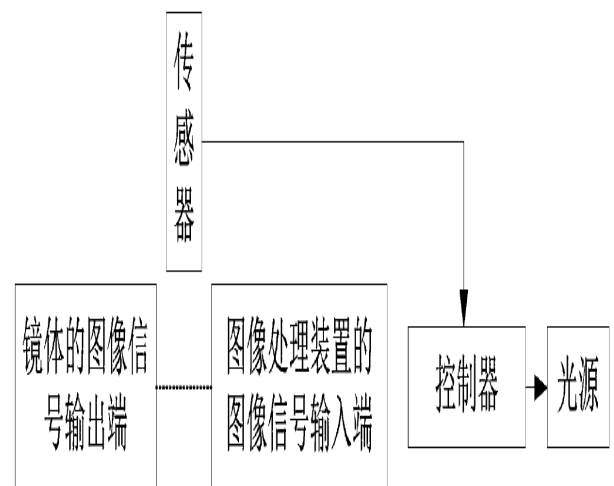 传感器
镜体的图像信
号输出端
图像处理装置的
图像信号输入端
控制器
光源